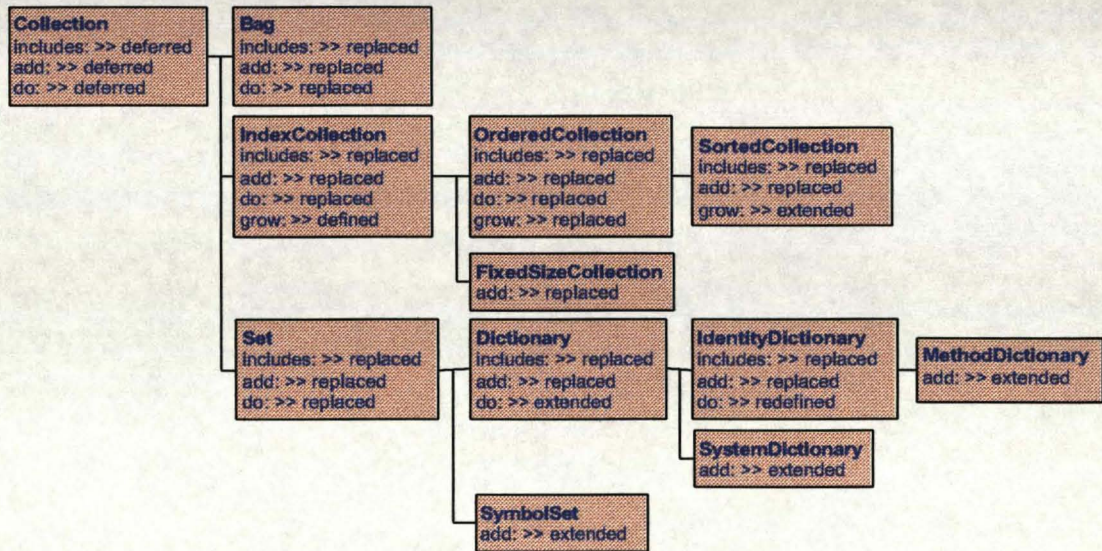 Collection
includes: >> deferred
add: >> deferred
do: >> deferred
Bag
includes: >> replaced
add: >> replaced
do: >> replaced
IndexCollection
includes: >> replaced
add: >> replaced
do: >> replaced
grow: >> defined
OrderedCollection
includes: >> replaced
add: >> replaced
do: >> replaced
grow: >> replaced
SortedCollection
includes: >> replaced
add: >> replaced
grow: >> extended
FixedSizeCollection
add: >> replaced
Set
includes: >> replaced
add: >> replaced
do: >> replaced
Dictionary
includes: >> replaced
add: >> replaced
do: >> extended
IdentityDictionary
includes: >> replaced
add: >> replaced
do: >> redefined
MethodDictionary
add: >> extended
SystemDictionary
add: >> extended
SymbolSet
add: >> extended